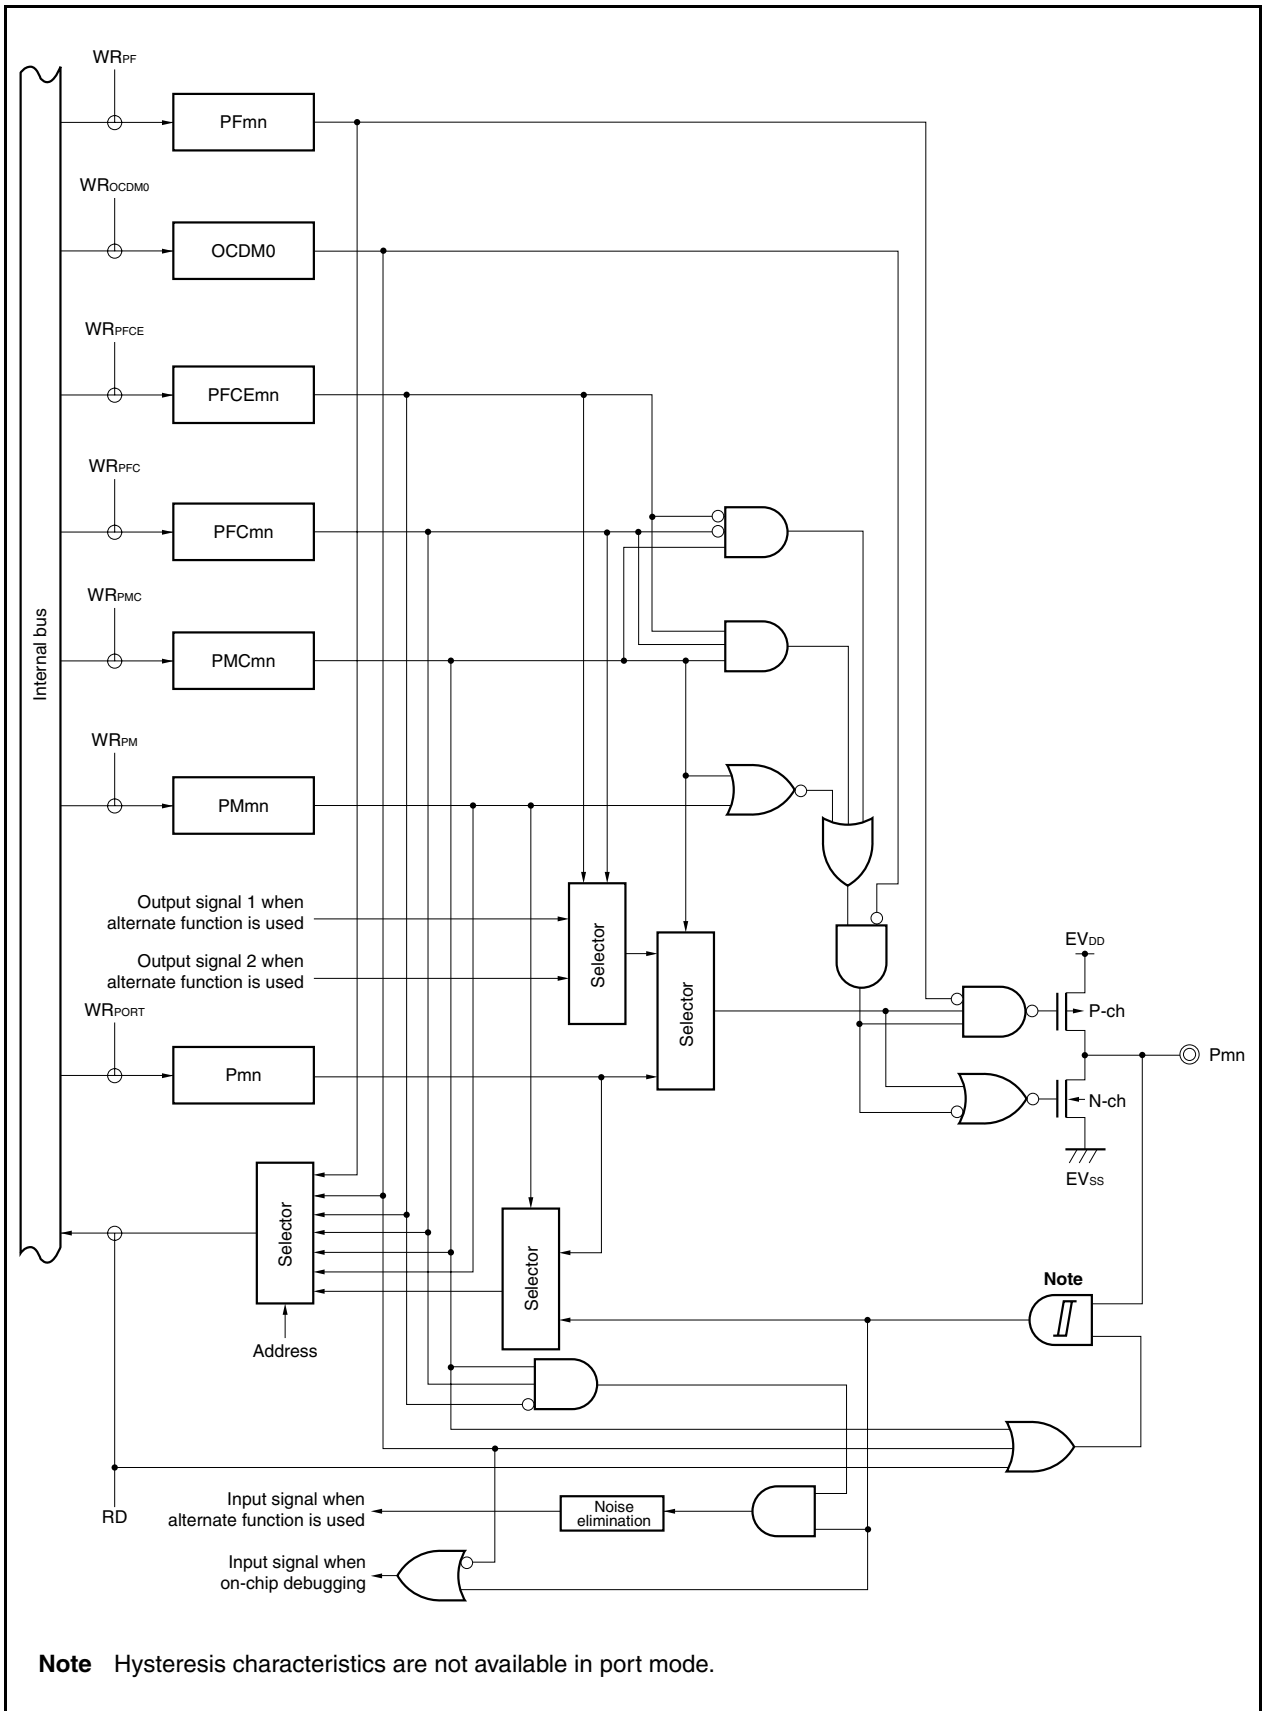 WRPF
PFmn
WROCDM0
OCDM0
WRPFCE
PFCEmn
WRPFC
PFCmn
WRPMC
PMCmn
Internal bus
WRPM
PMmn
Output signal 1 when
alternate function is used
Output signal 2 when
alternate function is used
Selector
Selector
WRPORT
Pmn
EVDD
P-ch
Pmn
N-ch
EVSS
Selector
Selector
Address
Note
RD
Input signal when
alternate function is used
Noise
elimination
Input signal when
on-chip debugging
Note Hysteresis characteristics are not available in port mode.